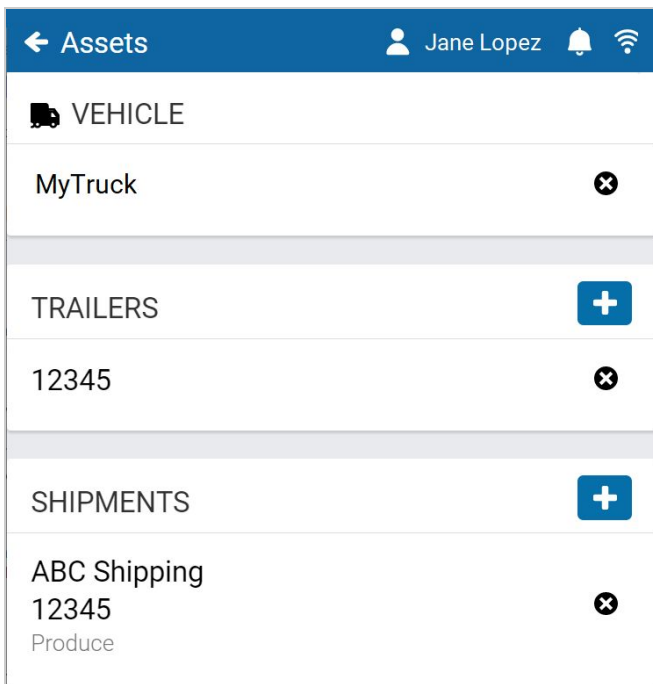 Assets
Jane Lopez
VEHICLE
MyTruck
TRAILERS
12345
SHIPMENTS
ABC Shipping
12345
Produce